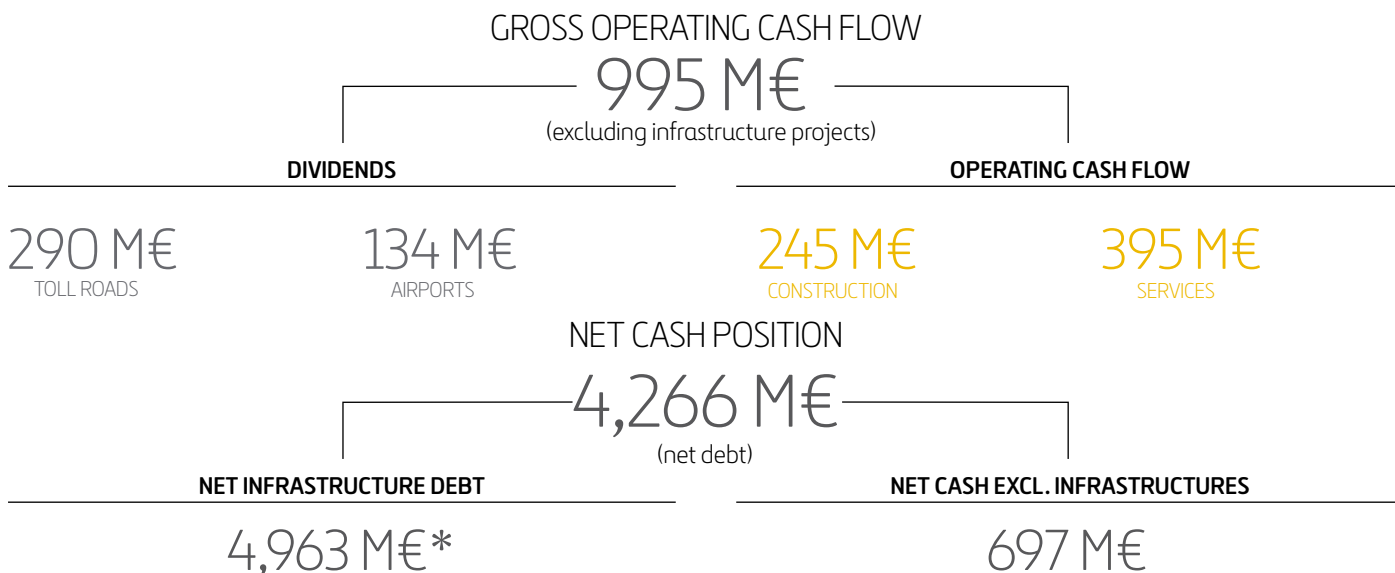 GROSS OPERATING CASH FLOW
995 M€
(excluding infrastructure projects)
DIVIDENDS
OPERATING CASH FLOW
290 M€
TOLL ROADS
134 M€
AIRPORTS
245 M€
CONSTRUCTION
395 M€
SERVICES
NET CASH POSITION
4,266 M€
(net debt)
NET INFRASTRUCTURE DEBT
NET CASH EXCL. INFRASTRUCTURES
4,963 M€*
697 M€